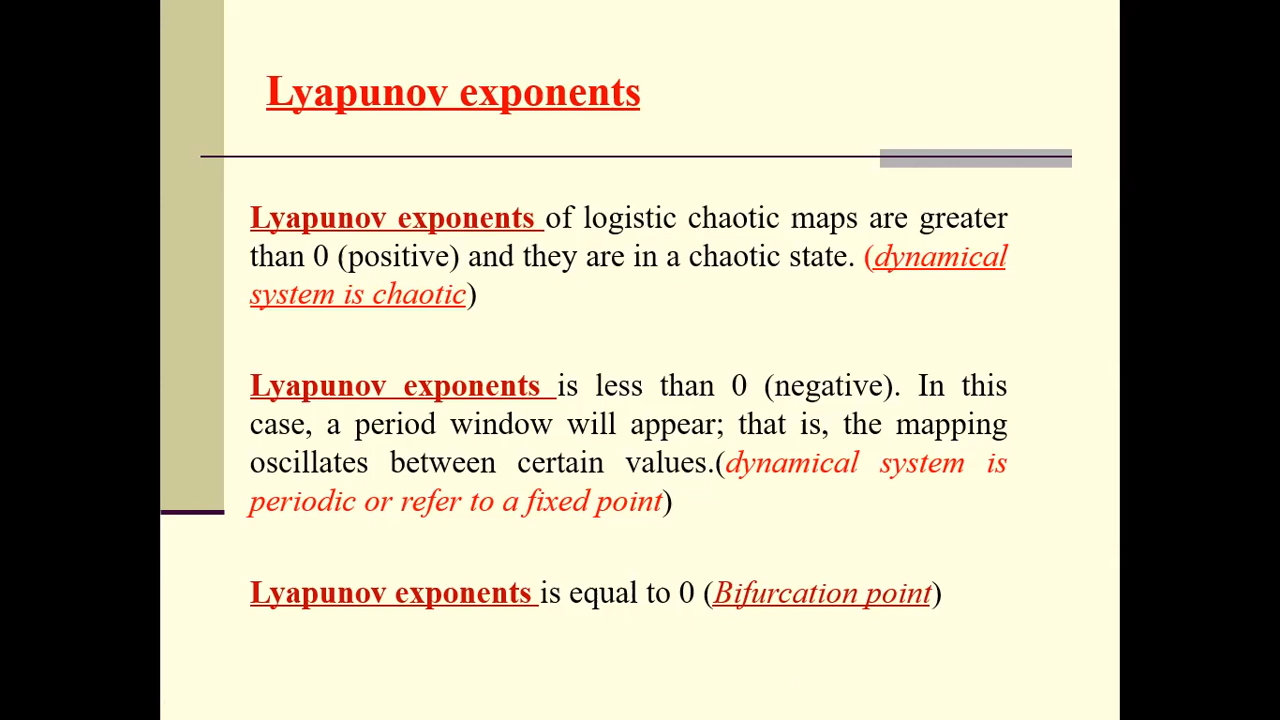 Lyapunov exponents
Lyapunov exponents of logistic chaotic maps are greater
than 0 (positive) and they are in a chaotic state. (dynamical
system is chaotic)
Lyapunov exponents is less than 0 (negative). In this
case, a period window will appear; that is, the mapping
oscillates between certain values.(dynamical system is
periodic or refer to a fixed point)
Lyapunov exponents is equal to 0 (Bifurcation point)